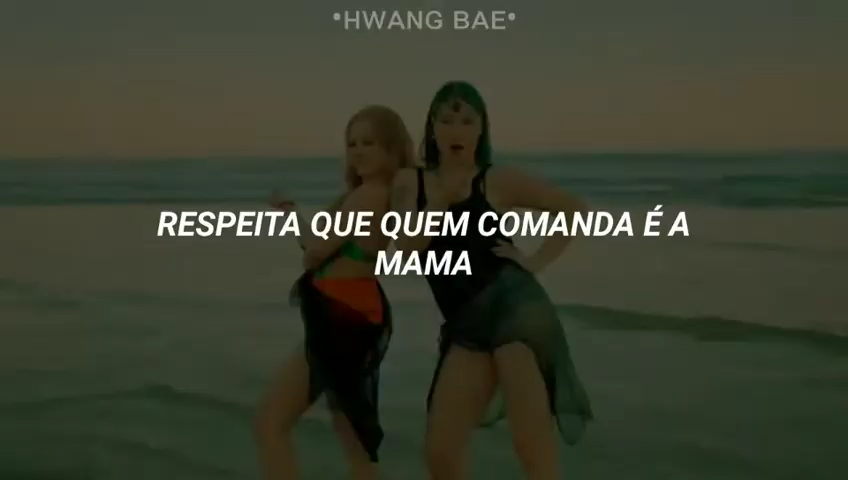 •HWANG BAE•
RESPEITA QUE QUEM COMANDA É A
MAMA